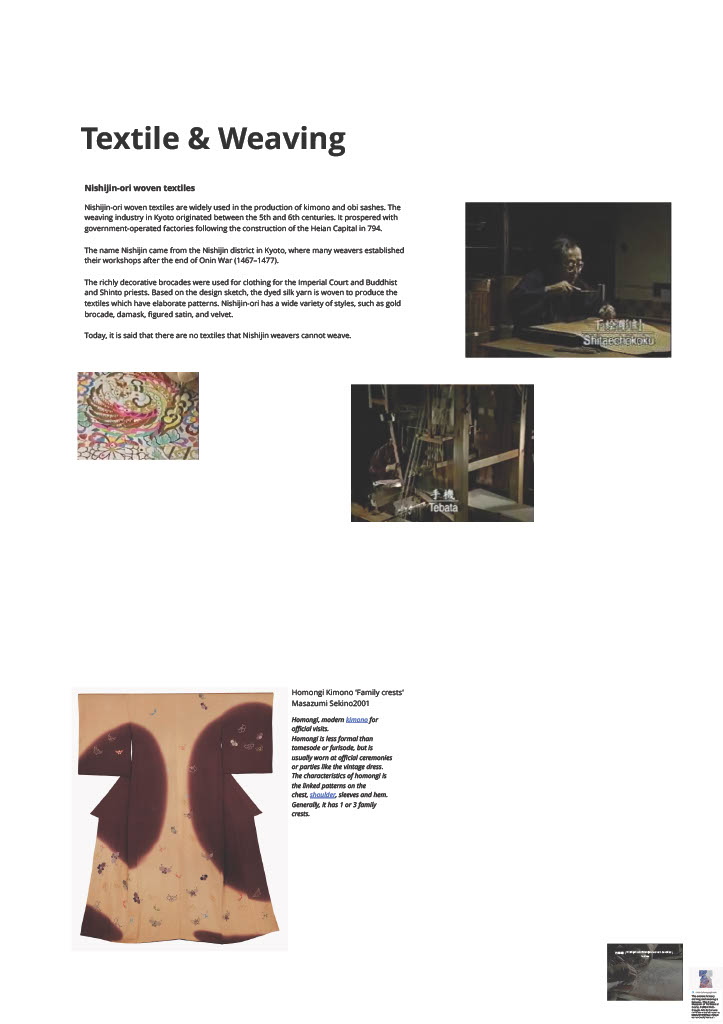 Textile & Weaving
Nishijin-ori woven textiles
Nishijin-ori woven textiles are widely used in the production of kimono and obi sashes. The
weaving industry in Kyoto originated between the 5th and 6th centuries. It prospered with
government-operated factories following the construction of the Heian Capital in 794.
The name Nishijin came from the Nishijin district in Kyoto, where many weavers established
their workshops after the end of Onin War (1467–1477).
The richly decorative brocades were used for clothing for the Imperial Court and Buddhist
and Shinto priests. Based on the design sketch, the dyed silk yarn is woven to produce the
textiles which have elaborate patterns. Nishijin-ori has a wide variety of styles, such as gold
brocade, damask, figured satin, and velvet.
Today, it is said that there are no textiles that Nishijin weavers cannot weave.
Shitaechokoku
手機
Tebata
Homongi Kimono 'Family crests'
Masazumi Sekino2001
Homongi, modern kimono for
official visits.
Homongi is less formal than
tomesode or furisode, but is
usually worn at official ceremonies
or parties like the vintage dress.
The characteristics of homongi is
the linked patterns on the
chest, shoulder, sleeves and hem.
Generally, it has 1 or 3 family
crests.